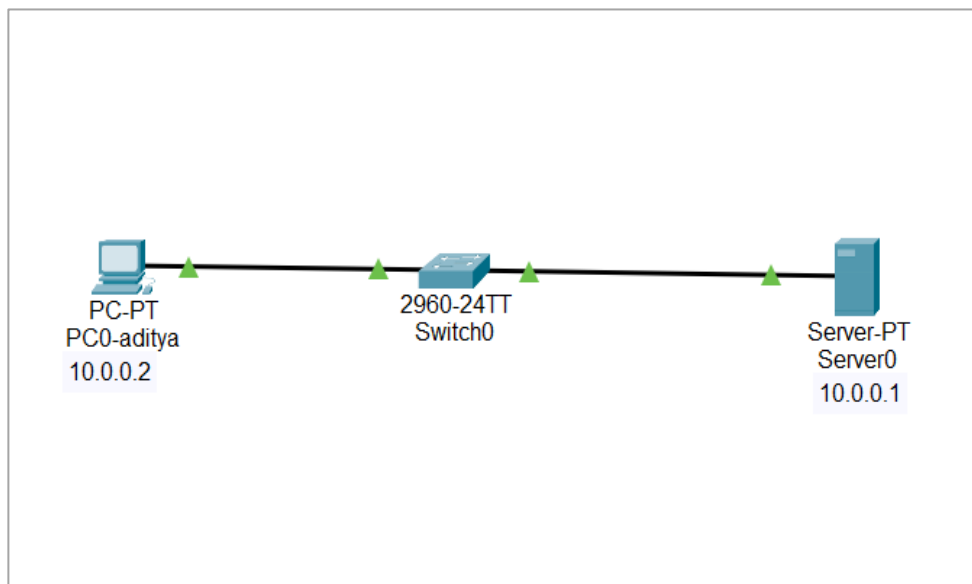 PC-PT
PC0-aditya
10.0.0.2
2960-24TT
Switch0
Server-PT
Server0
10.0.0.1